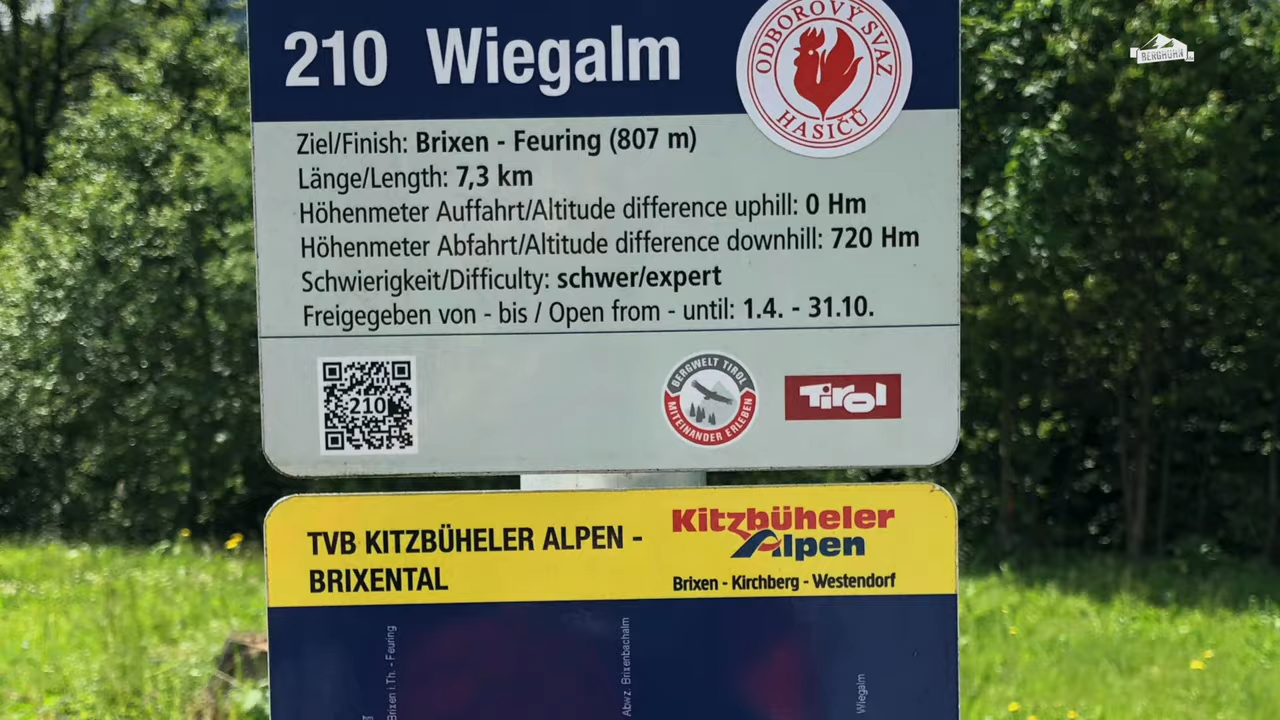 210 Wiegalm
ODBOROVÝ SVAZ
HASIČŮ
BERGHUHN
Ziel/Finish: Brixen - Feuring (807 m)
Länge/Length: 7,3 km
Höhenmeter Auffahrt/Altitude difference uphill: 0 Hm
Höhenmeter Abfahrt/Altitude difference downhill: 720 Hm
Schwierigkeit/Difficulty: schwer/expert
Freigegeben von - bis / Open from - until: 1.4. - 31.10.
210
BERGWELT TIROL
MITEINANDER ERLEBEN
Tirol
TVB KITZBÜHELER ALPEN -
BRIXENTAL
Kitzbüheler
Alpen
Brixen - Kirchberg - Westendorf
Brixen i.Th. - Feuring
Abwz. Brixenbachalm
Wiegalm